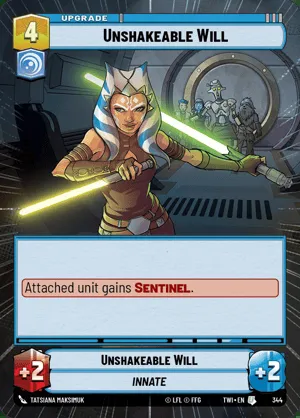 UPGRADE
4
UNSHAKEABLE WILL
Attached unit gains SENTINEL.
+2
UNSHAKEABLE WILL
+2
INNATE
TATSIANA MAKSIMUK
© LFL © FFG
TWI • EN
344